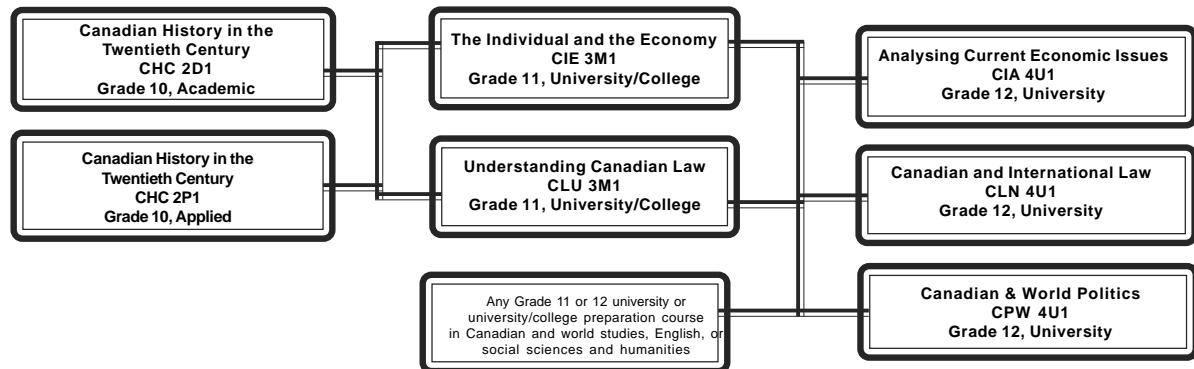 Canadian History in the
Twentieth Century
CHC 2D1
Grade 10, Academic
Canadian History in the
Twentieth Century
CHC 2P1
Grade 10, Applied
The Individual and the Economy
CIE 3M1
Grade 11, University/College
Understanding Canadian Law
CLU 3M1
Grade 11, University/College
Any Grade 11 or 12 university or
university/college preparation course
in Canadian and world studies, English, or
social sciences and humanities
Analysing Current Economic Issues
CIA 4U1
Grade 12, University
Canadian and International Law
CLN 4U1
Grade 12, University
Canadian & World Politics
CPW 4U1
Grade 12, University